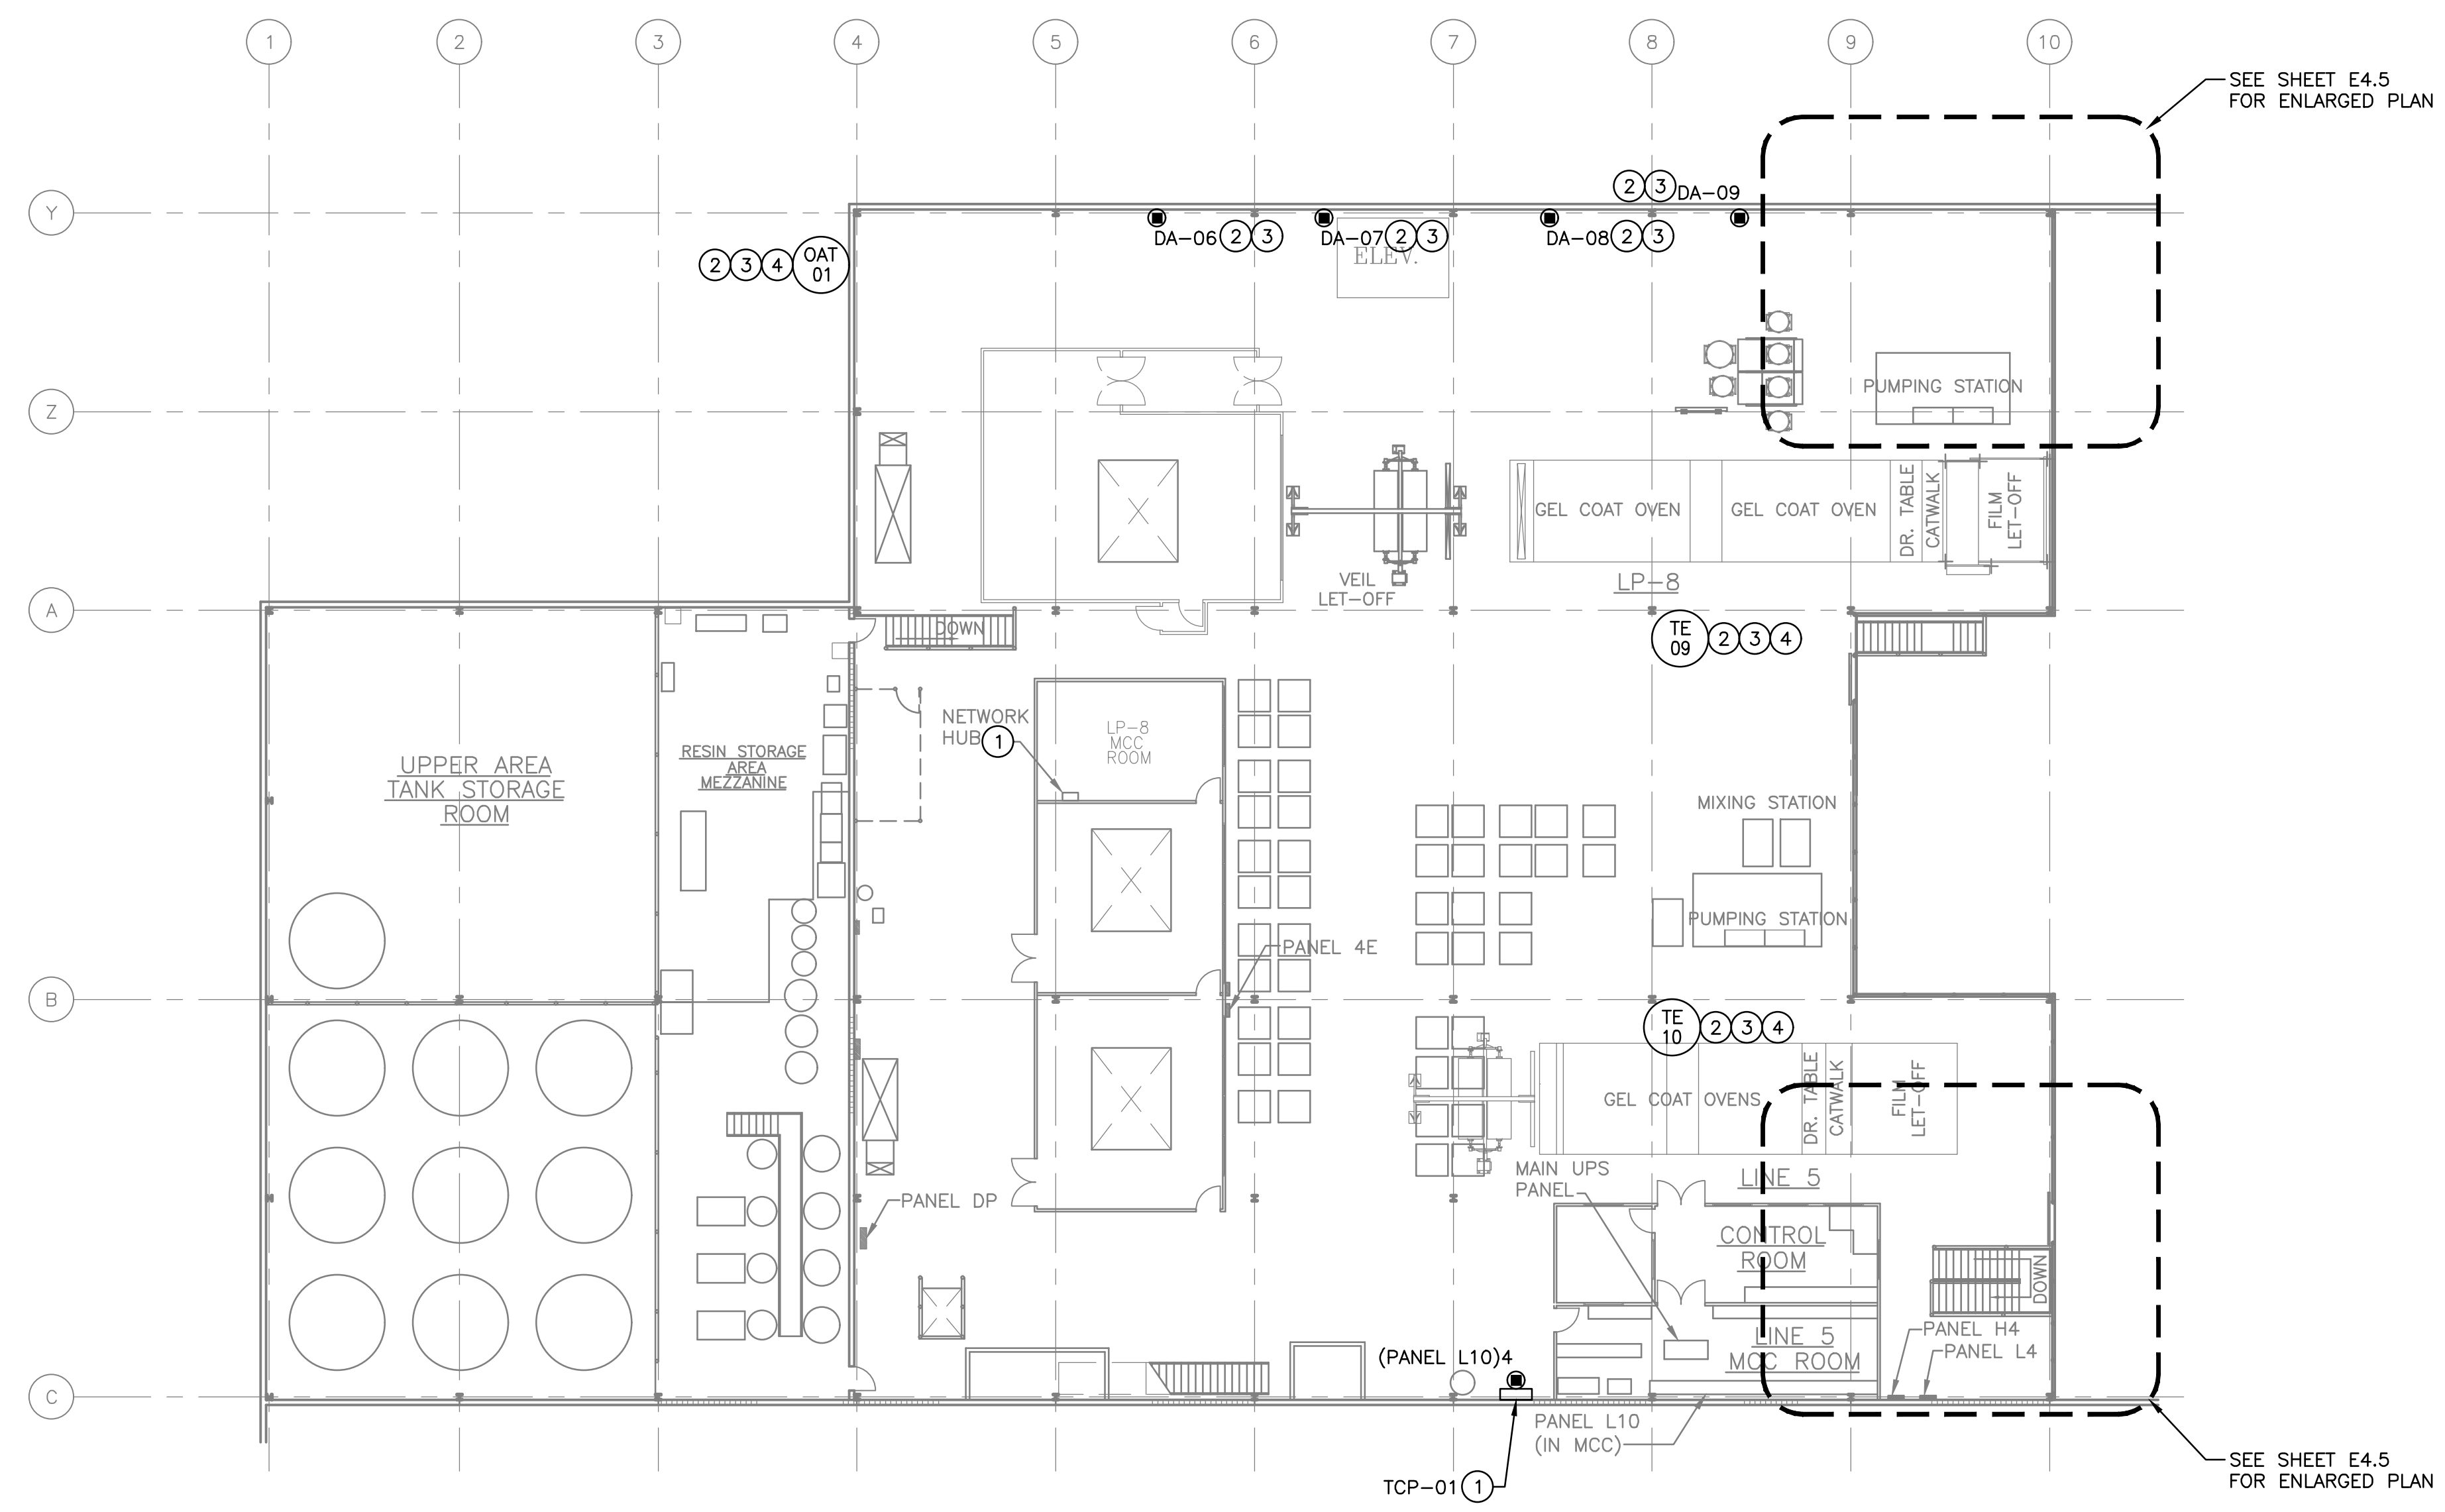 1
2
3
4
5
6
7
8
9
10
SEE SHEET E4.5
FOR ENLARGED PLAN
2
3
DA-09
Y
DA-06
2
3
DA-07
2
3
DA-08
2
3
2
3
4
OAT
01
ELEV.
Z
PUMPING STATION
GEL COAT OVEN
GEL COAT OVEN
DR. TABLE
CATWALK
FILM
LET-OFF
VEIL
LET-OFF
LP-8
A
DOWN
TE
09
2
3
4
NETWORK
HUB
1
LP-8
MCC
ROOM
UPPER AREA
TANK STORAGE
ROOM
RESIN STORAGE
AREA
MEZZANINE
MIXING STATION
PUMPING STATION
PANEL 4E
B
TE
10
2
3
4
GEL COAT OVENS
DR. TABLE
CATWALK
FILM
LET-OFF
MAIN UPS
PANEL
LINE 5
PANEL DP
CONTROL
ROOM
DOWN
LINE 5
MCC ROOM
PANEL H4
PANEL L4
(PANEL L10)4
C
PANEL L10
(IN MCC)
TCP-01
1
SEE SHEET E4.5
FOR ENLARGED PLAN